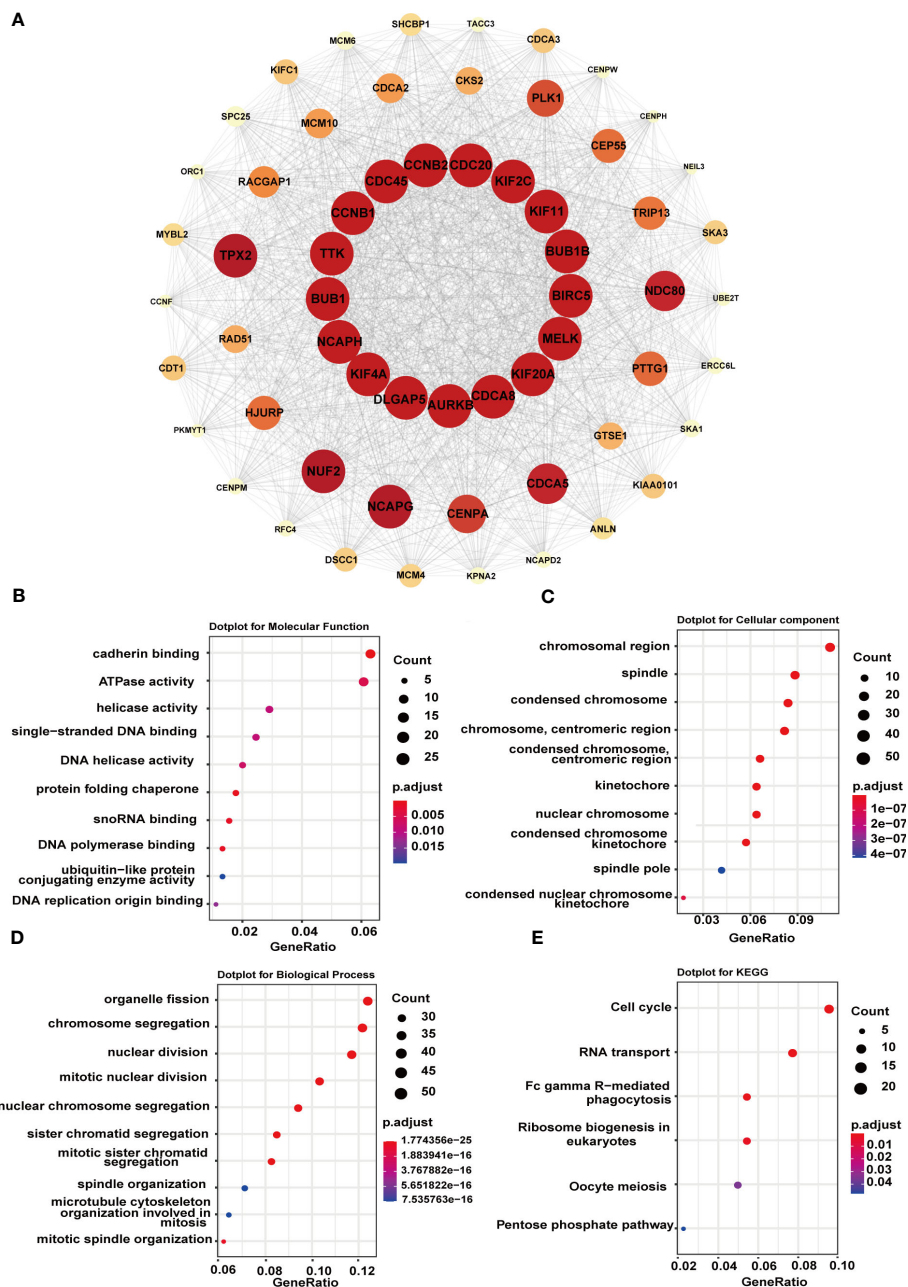 A
SHCBP1
TACC3
MCM6
CDCA3
KIFC1
CENPW
CDCA2
CKS2
PLK1
SPC25
MCM10
CENPH
CEP55
CCNB2
CDC20
ORC1
CDC45
KIF2C
NEIL3
RACGAP1
CCNB1
KIF11
TRIP13
MYBL2
SKA3
TPX2
TTK
BUB1B
NDC80
CCNF
BUB1
BIRC5
UBE2T
RAD51
NCAPH
MELK
CDT1
ERCC6L
KIF4A
KIF20A
PTTG1
DLGAP5
AURKB
CDCA8
HJURP
PKMYT1
SKA1
GTSE1
NUF2
CENPM
CDCA5
KIAA0101
NCAPG
CENPA
RFC4
ANLN
DSCC1
NCAPD2
MCM4
KPNA2
B
Dotplot for Molecular Function
cadherin binding
ATPase activity
helicase activity
single-stranded DNA binding
DNA helicase activity
protein folding chaperone
snoRNA binding
DNA polymerase binding
ubiquitin-like protein
conjugating enzyme activity
DNA replication origin binding
0.02 0.04 0.06
GeneRatio
Count
5
10
15
20
25
p.adjust
0.005
0.010
0.015
C
Dotplot for Cellular component
chromosomal region
spindle
condensed chromosome
chromosome, centromeric region
condensed chromosome,
centromeric region
kinetochore
nuclear chromosome
condensed chromosome
kinetochore
spindle pole
condensed nuclear chromosome
kinetochore
0.03 0.06 0.09
GeneRatio
Count
10
20
30
40
50
p.adjust
1e-07
2e-07
3e-07
4e-07
D
Dotplot for Biological Process
organelle fission
chromosome segregation
nuclear division
mitotic nuclear division
nuclear chromosome segregation
sister chromatid segregation
mitotic sister chromatid
segregation
spindle organization
microtubule cytoskeleton
organization involved in
mitosis
mitotic spindle organization
0.06 0.08 0.10 0.12
GeneRatio
Count
30
35
40
45
50
p.adjust
1.774356e-25
1.883941e-16
3.767882e-16
5.651822e-16
7.535763e-16
E
Dotplot for KEGG
Cell cycle
RNA transport
Fc gamma R-mediated
phagocytosis
Ribosome biogenesis in
eukaryotes
Oocyte meiosis
Pentose phosphate pathway
0.02 0.04 0.06 0.08 0.10
GeneRatio
Count
5
10
15
20
p.adjust
0.01
0.02
0.03
0.04